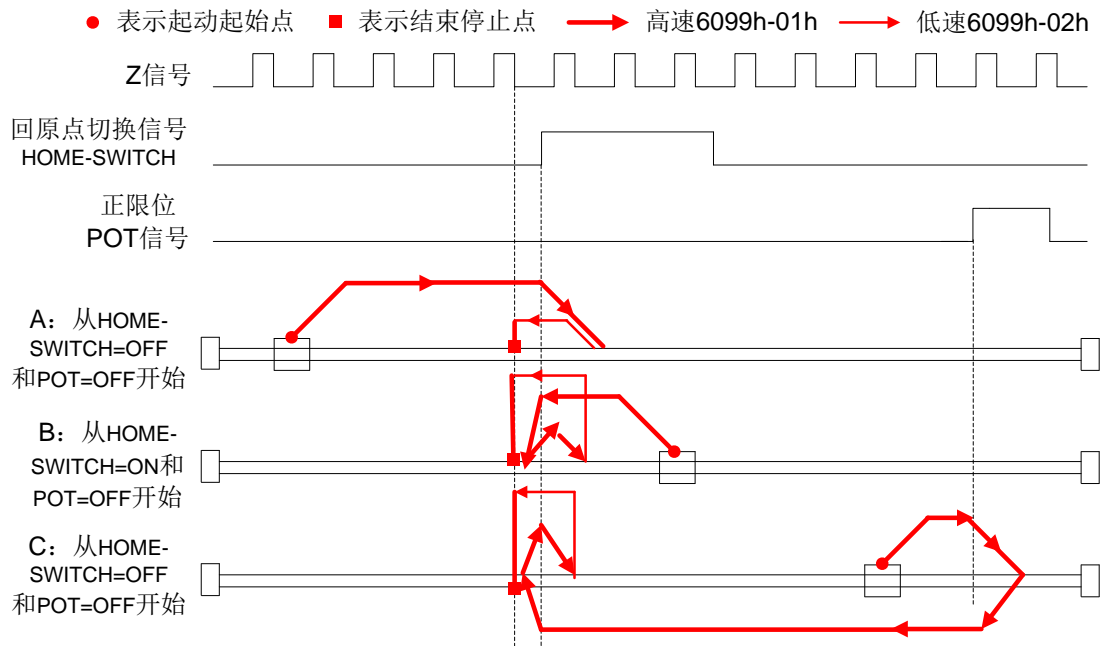 表示起动起始点 表示结束停止点 高速6099h-01h 低速6099h-02h
Z信号
回原点切换信号
HOME-SWITCH
正限位
POT信号
A：从HOME-
SWITCH=OFF
和POT=OFF开始
B：从HOME-
SWITCH=ON和
POT=OFF开始
C：从HOME-
SWITCH=OFF
和POT=OFF开始